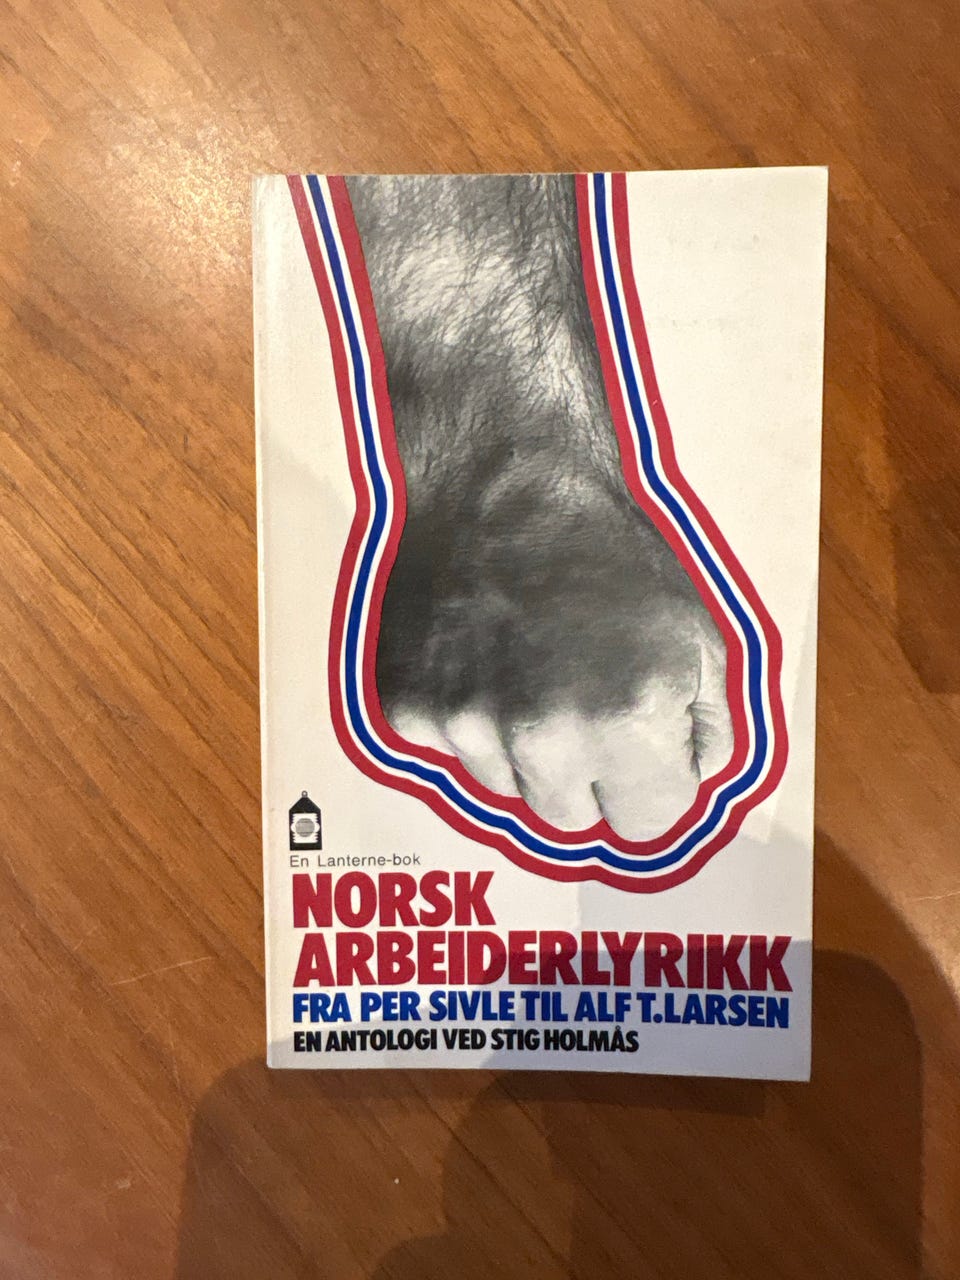 En Lanterne-bok
NORSK
ARBEIDERLYRIKK
FRA PER SIVLE TIL ALF T. LARSEN
EN ANTOLOGI VED STIG HOLMÅS